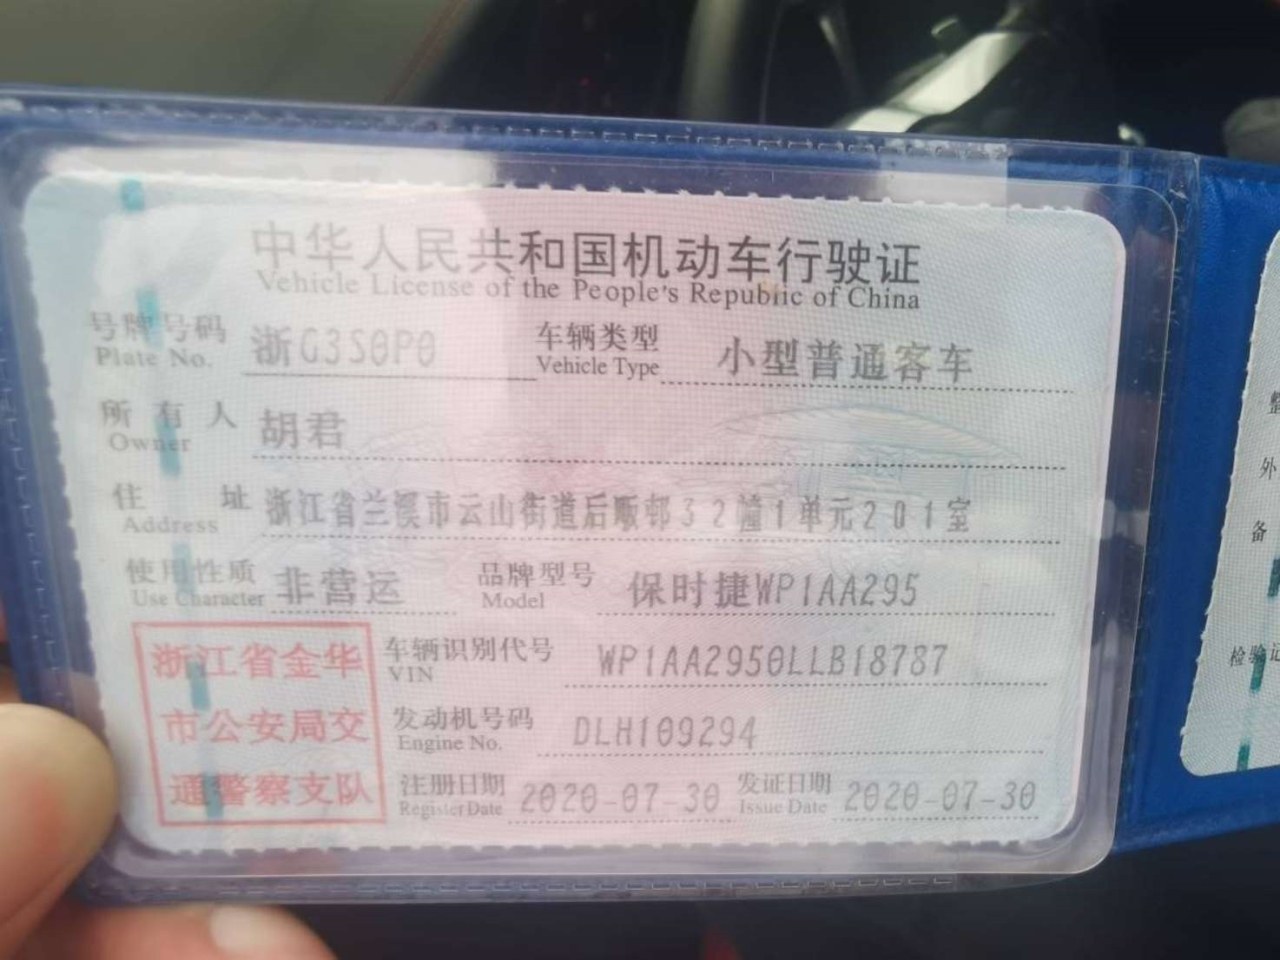 中华人民共和国机动车行驶证
Vehicle License of the People's Republic of China
号牌号码 浙G3S0P0 车辆类型 小型普通客车
Plate No. Vehicle Type
所有人 胡君
Owner
住址 浙江省兰溪市云山街道后畈邨32幢1单元201室
Address
使用性质 非营运 品牌型号 保时捷WP1AA295
Use Character Model
浙江省金华
市公安局交
通警察支队
车辆识别代号 WP1AA2950LLB18787
VIN
发动机号码 DLH109294
Engine No.
注册日期 2020-07-30 发证日期 2020-07-30
Register Date Issue Date
外
备
检验记